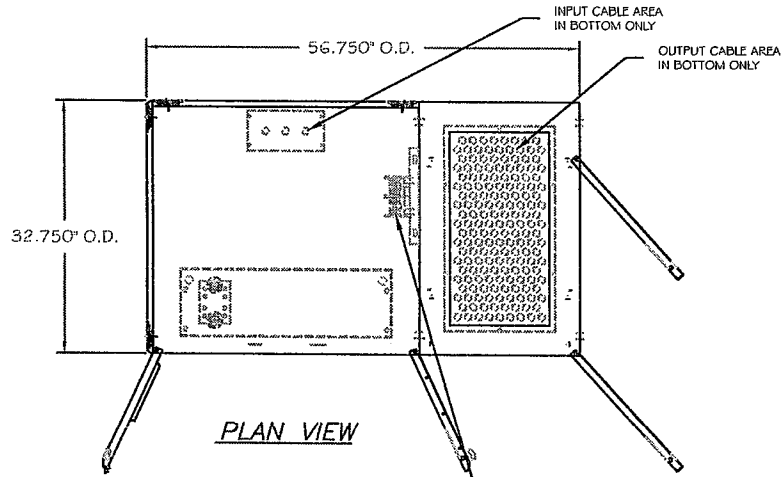 INPUT CABLE AREA
IN BOTTOM ONLY
56.750" O.D.
OUTPUT CABLE AREA
IN BOTTOM ONLY
32.750" O.D.
PLAN VIEW